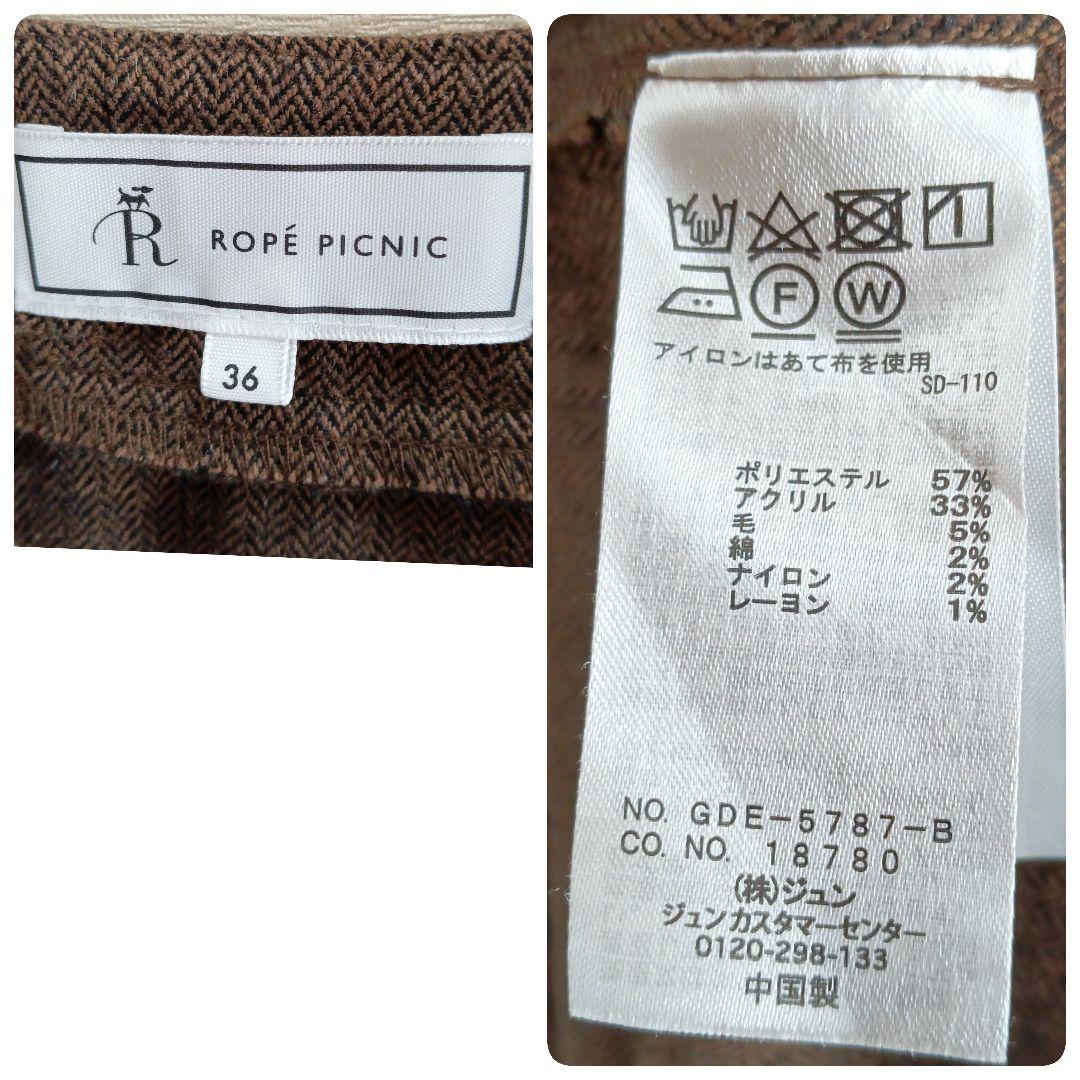 R ROPÉ PICNIC
36
F W
アイロンはあて布を使用
SD-110
ポリエステル 57%
アクリル 33%
毛 5%
綿 2%
ナイロン 2%
レーヨン 1%
NO. GDE-5787-B
CO. NO. 18780
(株)ジュン
ジュンカスタマーセンター
0120-298-133
中国製